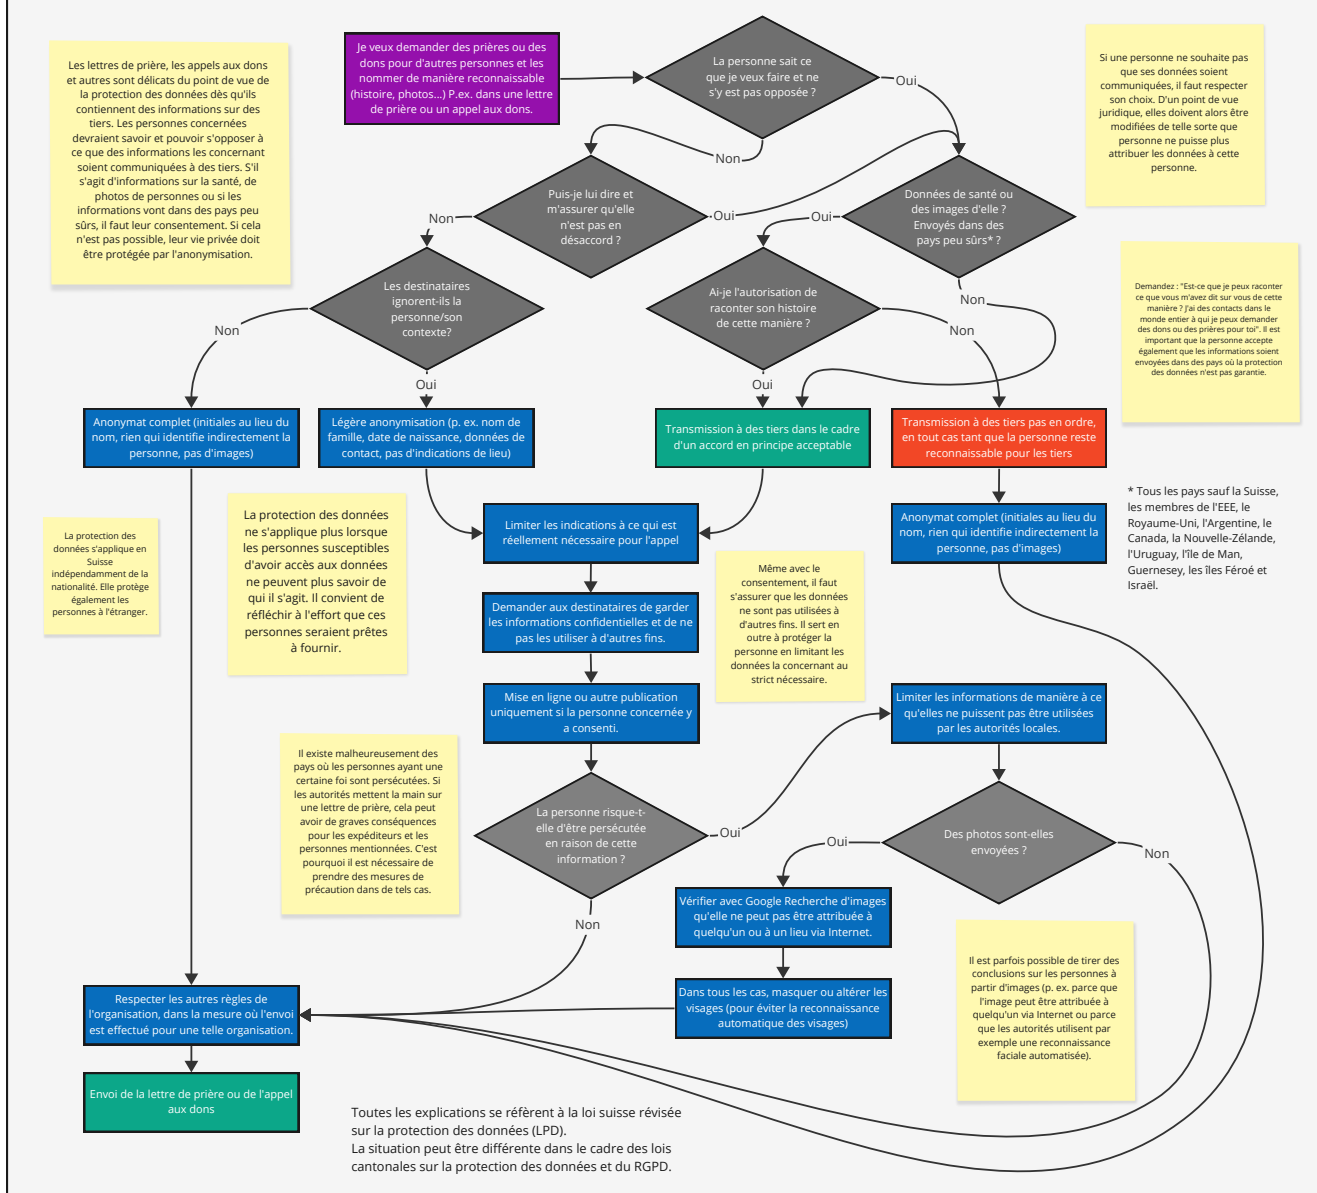 Je veux demander des prières ou des
dons pour d'autres personnes et les
nommer de manière reconnaissable
(histoire, photos...) P.ex. dans une lettre
de prière ou un appel aux dons.
La personne sait ce
que je veux faire et ne
s'y est pas opposée ?
Oui
Non
Les lettres de prière, les appels aux dons
et autres sont délicats du point de vue de
la protection des données dès qu'ils
contiennent des informations sur des
tiers. Les personnes concernées
devraient savoir et pouvoir s'opposer à
ce que des informations les concernant
soient communiquées à des tiers. S'il
s'agit d'informations sur la santé, de
photos de personnes ou si les
informations vont dans des pays peu
sûrs, il faut leur consentement. Si cela
n'est pas possible, leur vie privée doit
être protégée par l'anonymisation.
Si une personne ne souhaite pas
que ses données soient
communiquées, il faut respecter
son choix. D'un point de vue
juridique, elles doivent alors être
modifiées de telle sorte que
personne ne puisse plus
attribuer les données à cette
personne.
Puis-je lui dire et
m'assurer qu'elle
n'est pas en
désaccord ?
Non
Oui
Données de santé ou
des images d'elle ?
Envoyés dans des
pays peu sûrs* ?
Oui
Non
Les destinataires
ignorent-ils la
personne/son
contexte?
Non
Oui
Ai-je l'autorisation de
raconter son histoire
de cette manière ?
Non
Oui
Demandez : "Est-ce que je peux raconter
ce que vous m'avez dit sur vous de cette
manière ? J'ai des contacts dans le
monde entier à qui je peux demander
des dons ou des prières pour toi". Il est
important que la personne accepte
également que les informations soient
envoyées dans des pays où la protection
des données n'est pas garantie.
Anonymat complet (initiales au lieu du
nom, rien qui identifie indirectement la
personne, pas d'images)
Légère anonymisation (p. ex. nom de
famille, date de naissance, données de
contact, pas d'indications de lieu)
Transmission à des tiers dans le cadre
d'un accord en principe acceptable
Transmission à des tiers pas en ordre,
en tout cas tant que la personne reste
reconnaissable pour les tiers
La protection des
données s'applique en
Suisse
indépendamment de la
nationalité. Elle protège
également les
personnes à l'étranger.
La protection des données
ne s'applique plus lorsque
les personnes susceptibles
d'avoir accès aux données
ne peuvent plus savoir de
qui il s'agit. Il convient de
réfléchir à l'effort que ces
personnes seraient prêtes
à fournir.
Limiter les indications à ce qui est
réellement nécessaire pour l'appel
Anonymat complet (initiales au lieu du
nom, rien qui identifie indirectement la
personne, pas d'images)
* Tous les pays sauf la Suisse,
les membres de l'EEE, le
Royaume-Uni, l'Argentine, le
Canada, la Nouvelle-Zélande,
l'Uruguay, l'île de Man,
Guernesey, les îles Féroé et
Israël.
Demander aux destinataires de garder
les informations confidentielles et de ne
pas les utiliser à d'autres fins.
Même avec le
consentement, il faut
s'assurer que les données
ne sont pas utilisées à
d'autres fins. Il sert en
outre à protéger la
personne en limitant les
données la concernant au
strict nécessaire.
Mise en ligne ou autre publication
uniquement si la personne concernée y
a consenti.
Limiter les informations de manière à ce
qu'elles ne puissent pas être utilisées
par les autorités locales.
Il existe malheureusement des
pays où les personnes ayant une
certaine foi sont persécutées. Si
les autorités mettent la main sur
une lettre de prière, cela peut
avoir de graves conséquences
pour les expéditeurs et les
personnes mentionnées. C'est
pourquoi il est nécessaire de
prendre des mesures de
précaution dans de tels cas.
La personne risque-t-
elle d'être persécutée
en raison de cette
information ?
Oui
Non
Des photos sont-elles
envoyées ?
Oui
Non
Vérifier avec Google Recherche d'images
qu'elle ne peut pas être attribuée à
quelqu'un ou à un lieu via Internet.
Dans tous les cas, masquer ou altérer les
visages (pour éviter la reconnaissance
automatique des visages)
Il est parfois possible de tirer des
conclusions sur les personnes à
partir d'images (p. ex. parce que
l'image peut être attribuée à
quelqu'un via Internet ou parce
que les autorités utilisent par
exemple une reconnaissance
faciale automatisée).
Respecter les autres règles de
l'organisation, dans la mesure où l'envoi
est effectué pour une telle organisation.
Envoi de la lettre de prière ou de l'appel
aux dons
Toutes les explications se réfèrent à la loi suisse révisée
sur la protection des données (LPD).
La situation peut être différente dans le cadre des lois
cantonales sur la protection des données et du RGPD.